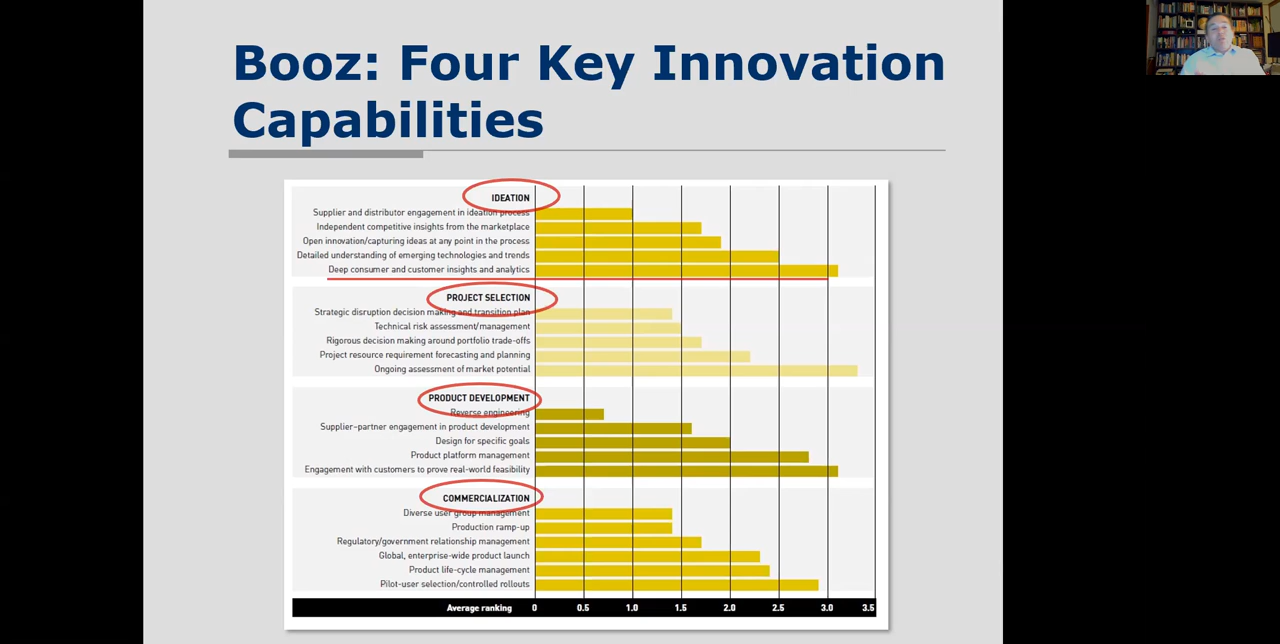 Booz: Four Key Innovation
Capabilities
IDEATION
Supplier and distributor engagement in ideation process
Independent competitive insights from the marketplace
Open innovation/capturing ideas at any point in the process
Detailed understanding of emerging technologies and trends
Deep consumer and customer insights and analytics
PROJECT SELECTION
Strategic disruption decision making and transition plan
Technical risk assessment/management
Rigorous decision making around portfolio trade-offs
Project resource requirement forecasting and planning
Ongoing assessment of market potential
PRODUCT DEVELOPMENT
Reverse engineering
Supplier–partner engagement in product development
Design for specific goals
Product platform management
Engagement with customers to prove real-world feasibility
COMMERCIALIZATION
Diverse user group management
Production ramp-up
Regulatory/government relationship management
Global, enterprise-wide product launch
Product life-cycle management
Pilot-user selection/controlled rollouts
Average ranking 0 0.5 1.0 1.5 2.0 2.5 3.0 3.5